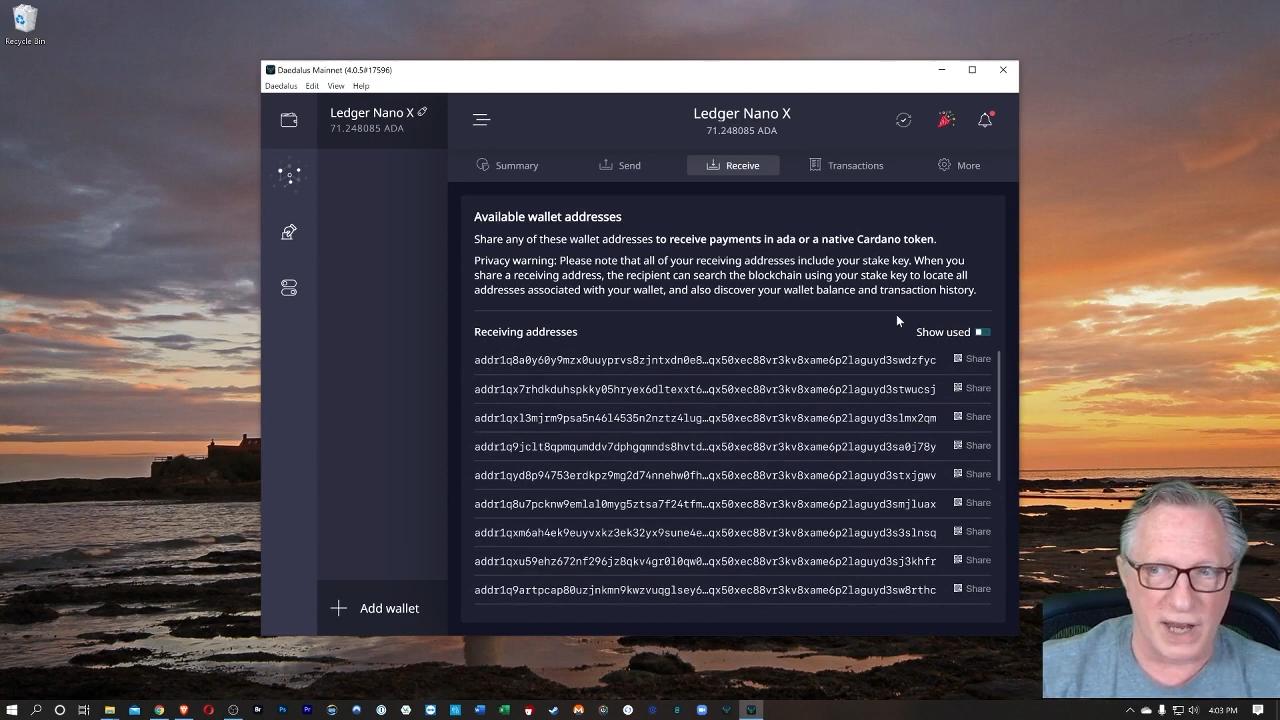 Recycle Bin
Daedalus Mainnet (4.0.5#17596)
Daedalus Edit View Help
Ledger Nano X
71.248085 ADA
Ledger Nano X
71.248085 ADA
Summary Send Receive Transactions More
Available wallet addresses
Share any of these wallet addresses to receive payments in ada or a native Cardano token.
Privacy warning: Please note that all of your receiving addresses include your stake key. When you
share a receiving address, the recipient can search the blockchain using your stake key to locate all
addresses associated with your wallet, and also discover your wallet balance and transaction history.
Receiving addresses Show used
addr1q8a0y60y9mzx0uuyprvs8zjntxdn0e8…qx50xec88vr3kv8xame6p2laguyd3swdzfyc Share
addr1qx7rhdkduhspkky05hryex6dltexxt6…qx50xec88vr3kv8xame6p2laguyd3stwucsj Share
addr1qxl3mjrm9psa5n46l4535n2nztz4lug…qx50xec88vr3kv8xame6p2laguyd3slmx2qm Share
addr1q9jclt8qpmqumddv7dphgqmnds8hvtd…qx50xec88vr3kv8xame6p2laguyd3sa0j78y Share
addr1qyd8p94753erdkpz9mg2d74nnehw0fh…qx50xec88vr3kv8xame6p2laguyd3stxjgwv Share
addr1q8u7pcknw9emlal0myg5ztsa7f24tfm…qx50xec88vr3kv8xame6p2laguyd3smjluax Share
addr1qxm6ah4ek9euyvxkz3ek32yx9sune4e…qx50xec88vr3kv8xame6p2laguyd3s3slnsq Share
addr1qxu59ehz672nf296jz8qkv4gr0l0qw0…qx50xec88vr3kv8xame6p2laguyd3sj3khfr Share
addr1q9artpcap80uzjnkmn9kwzvuqglsey6…qx50xec88vr3kv8xame6p2laguyd3sw8rthc Share
Add wallet
Br Ps Pr
4:03 PM